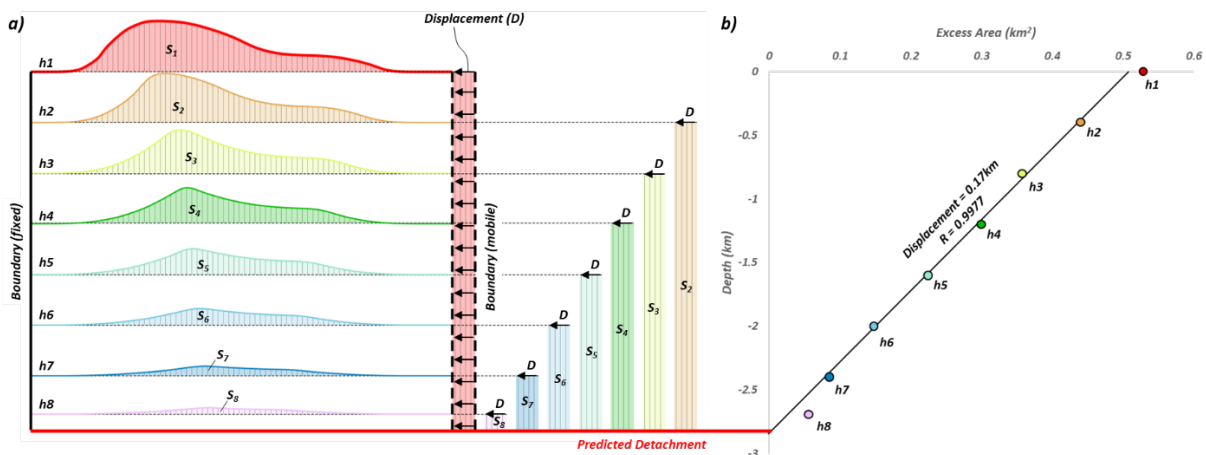 a)
Displacement (D)
h1
S1
h2
S2
h3
S3
h4
S4
h5
S5
h6
S6
h7
S7
h8
S8
Boundary (fixed)
Boundary (mobile)
D
S8
D
S7
D
S6
D
S5
D
S4
D
S3
D
S2
Predicted Detachment
b)
Excess Area (km²)
0
0.1
0.2
0.3
0.4
0.5
0.6
0
-0.5
-1
-1.5
-2
-2.5
-3
Depth (km)
h1
h2
h3
h4
h5
h6
h7
h8
Displacement = 0.17km
R = 0.9977